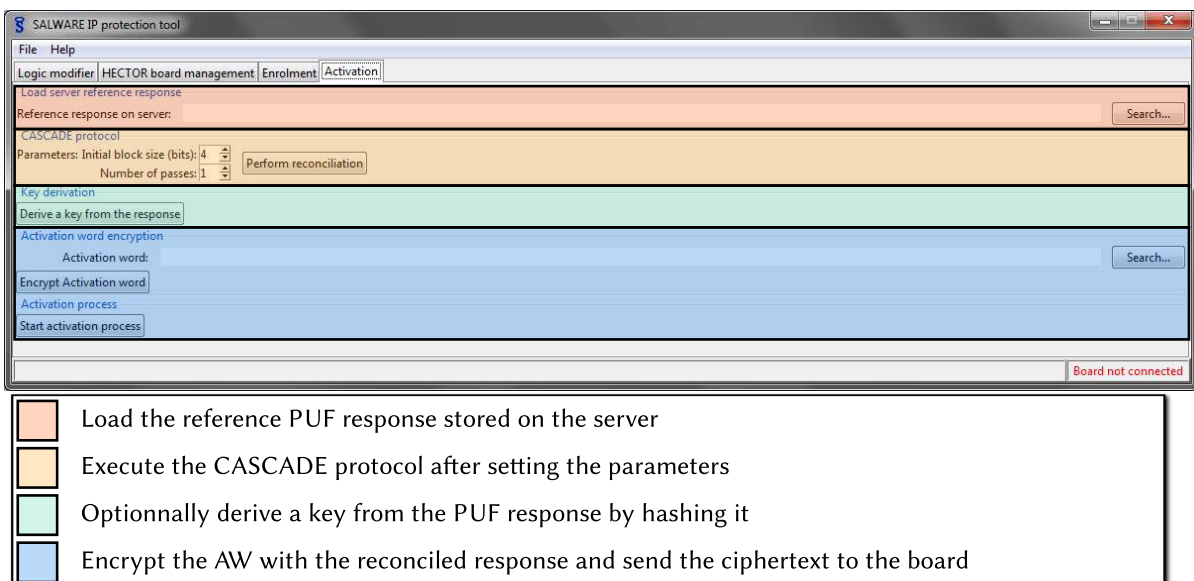 SALWARE IP protection tool
File Help
Logic modifier HECTOR board management Enrolment Activation
Load server reference response
Reference response on server: Search...
CASCADE protocol
Parameters: Initial block size (bits): 4
Perform reconciliation
Number of passes: 1
Key derivation
Derive a key from the response
Activation word encryption
Activation word: Search...
Encrypt Activation word
Activation process
Start activation process
Board not connected
Load the reference PUF response stored on the server
Execute the CASCADE protocol after setting the parameters
Optionnally derive a key from the PUF response by hashing it
Encrypt the AW with the reconciled response and send the ciphertext to the board